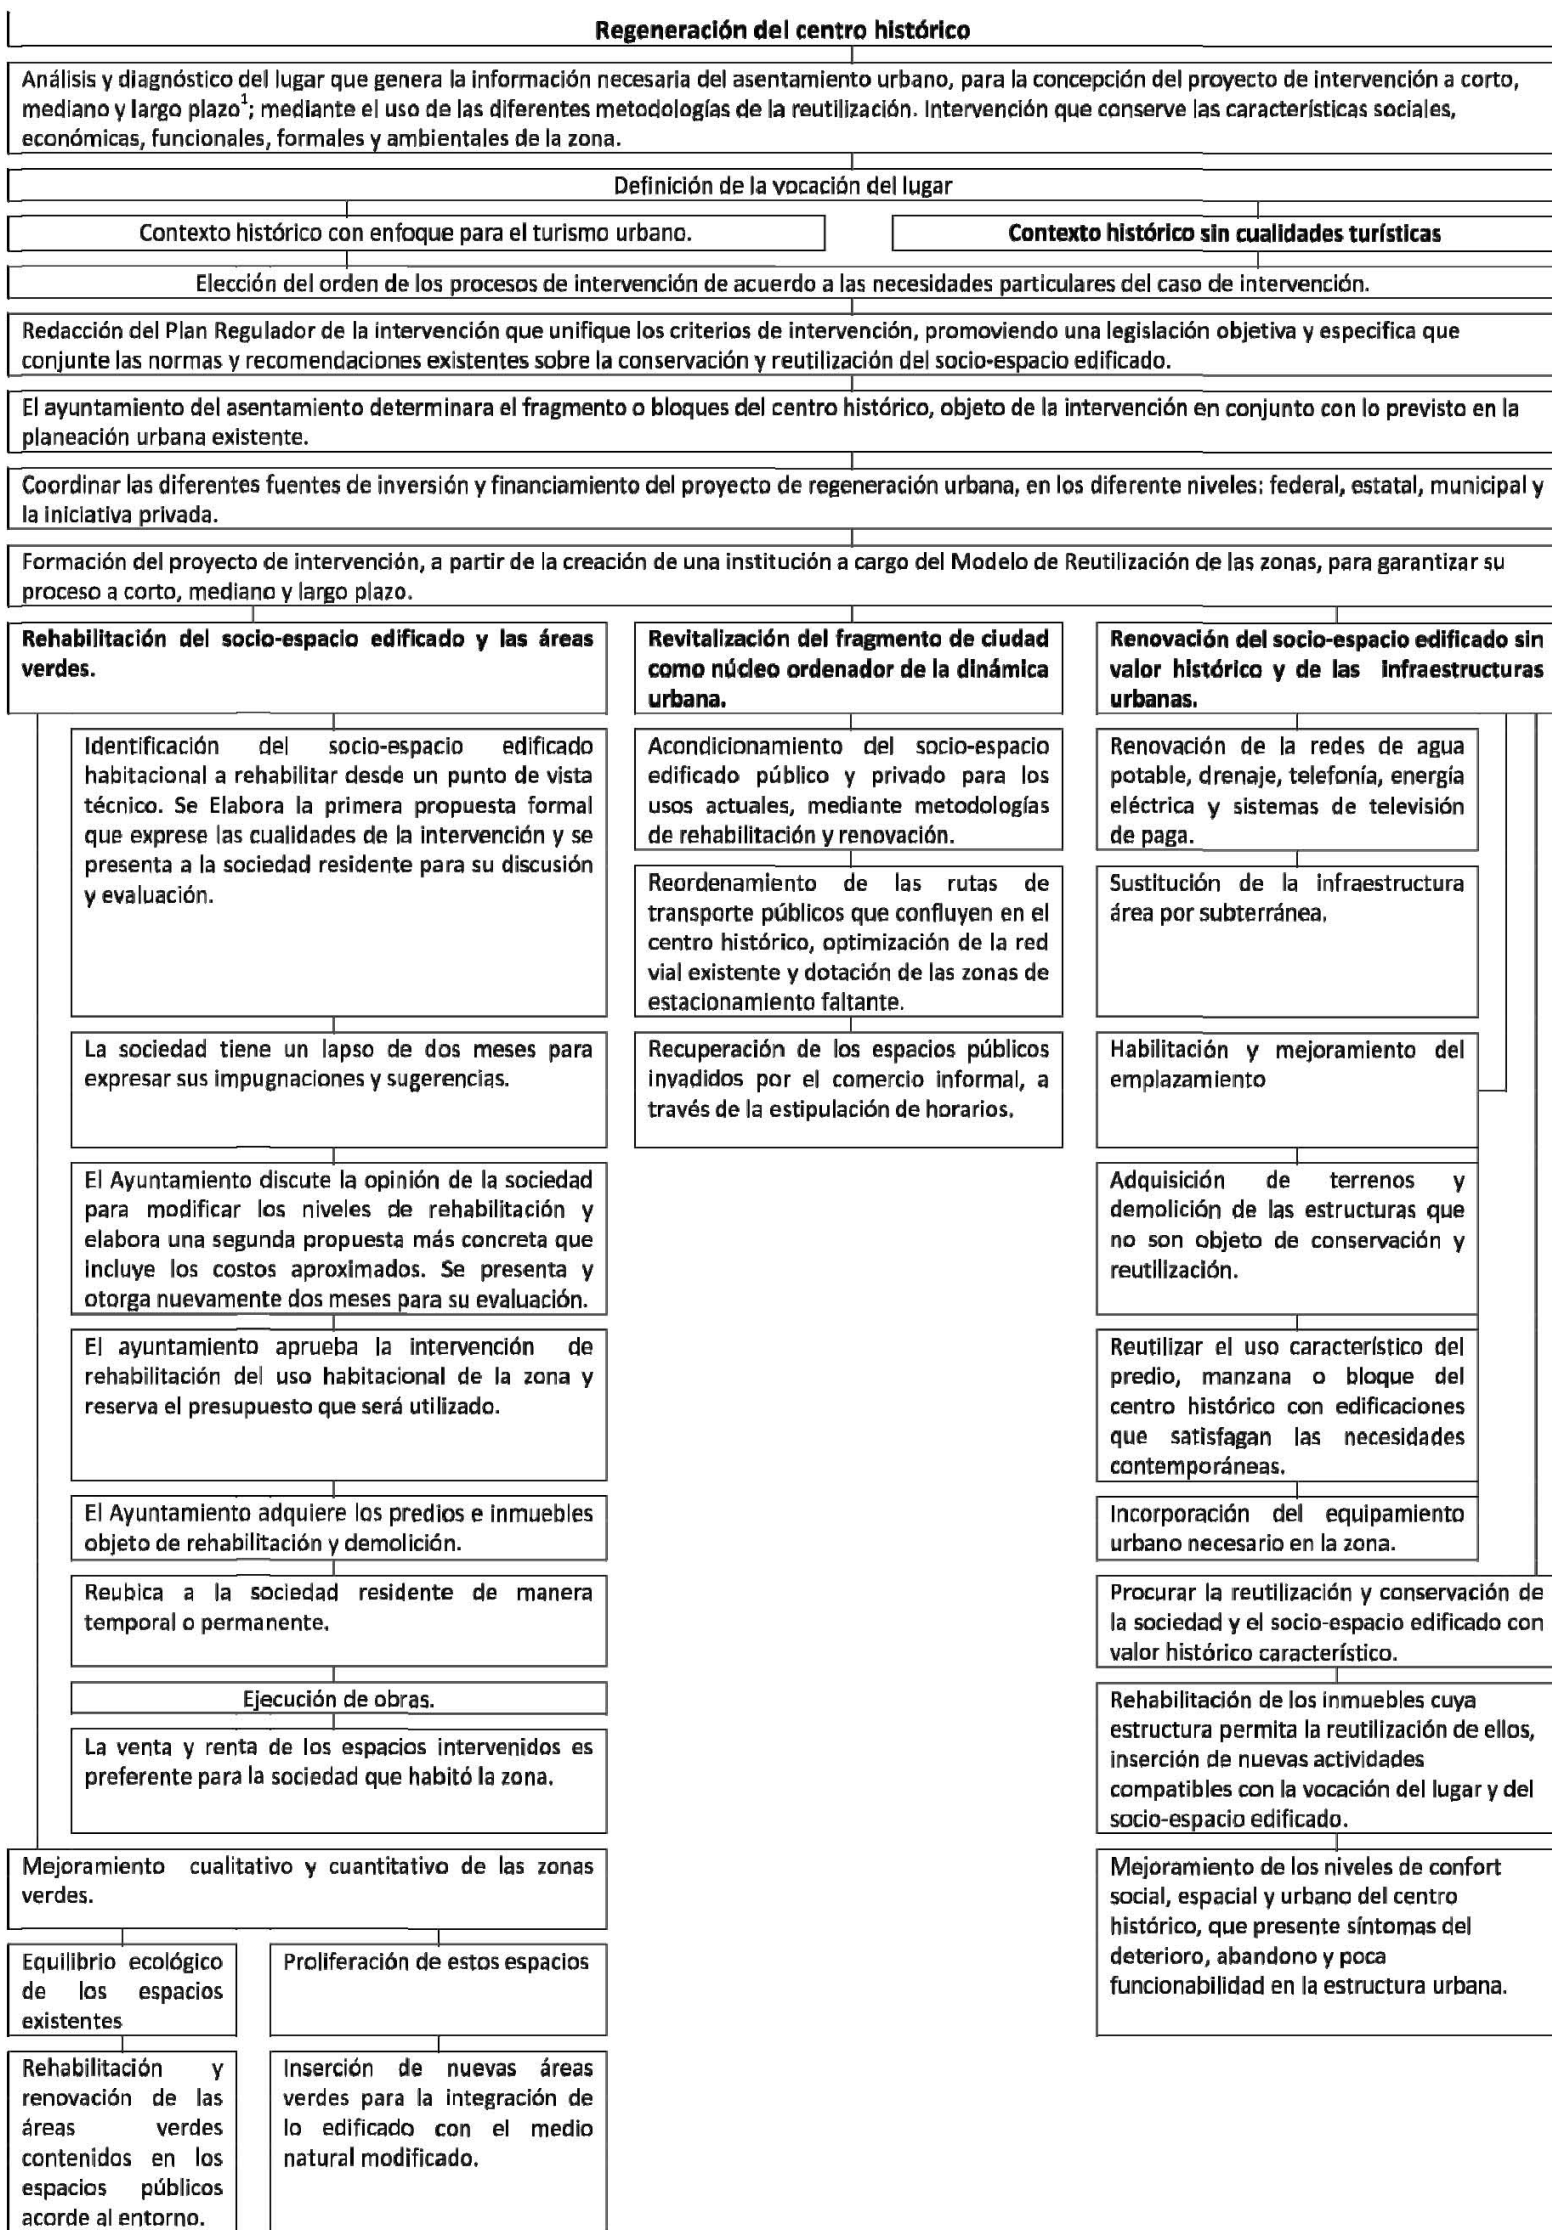 Regeneración del centro histórico
Análisis y diagnóstico del lugar que genera la información necesaria del asentamiento urbano, para la concepción del proyecto de intervención a corto,
mediano y largo plazo1; mediante el uso de las diferentes metodologías de la reutilización. Intervención que conserve las características sociales,
económicas, funcionales, formales y ambientales de la zona.
Definición de la vocación del lugar
Contexto histórico con enfoque para el turismo urbano.
Contexto histórico sin cualidades turísticas
Elección del orden de los procesos de intervención de acuerdo a las necesidades particulares del caso de intervención.
Redacción del Plan Regulador de la intervención que unifique los criterios de intervención, promoviendo una legislación objetiva y especifica que
conjunte las normas y recomendaciones existentes sobre la conservación y reutilización del socio-espacio edificado.
El ayuntamiento del asentamiento determinara el fragmento o bloques del centro histórico, objeto de la intervención en conjunto con lo previsto en la
planeación urbana existente.
Coordinar las diferentes fuentes de inversión y financiamiento del proyecto de regeneración urbana, en los diferente niveles: federal, estatal, municipal y
la iniciativa privada.
Formación del proyecto de intervención, a partir de la creación de una institución a cargo del Modelo de Reutilización de las zonas, para garantizar su
proceso a corto, mediano y largo plazo.
Rehabilitación del socio-espacio edificado y las áreas
verdes.
Identificación del socio-espacio edificado
habitacional a rehabilitar desde un punto de vista
técnico. Se Elabora la primera propuesta formal
que exprese las cualidades de la intervención y se
presenta a la sociedad residente para su discusión
y evaluación.
La sociedad tiene un lapso de dos meses para
expresar sus impugnaciones y sugerencias.
El Ayuntamiento discute la opinión de la sociedad
para modificar los niveles de rehabilitación y
elabora una segunda propuesta más concreta que
incluye los costos aproximados. Se presenta y
otorga nuevamente dos meses para su evaluación.
El ayuntamiento aprueba la intervención de
rehabilitación del uso habitacional de la zona y
reserva el presupuesto que será utilizado.
El Ayuntamiento adquiere los predios e inmuebles
objeto de rehabilitación y demolición.
Reubica a la sociedad residente de manera
temporal o permanente.
Ejecución de obras.
La venta y renta de los espacios intervenidos es
preferente para la sociedad que habitó la zona.
Mejoramiento cualitativo y cuantitativo de las zonas
verdes.
Equilibrio ecológico
de los espacios
existentes
Rehabilitación y
renovación de las
áreas verdes
contenidos en los
espacios públicos
acorde al entorno.
Proliferación de estos espacios
Inserción de nuevas áreas
verdes para la integración de
lo edificado con el medio
natural modificado.
Revitalización del fragmento de ciudad
como núcleo ordenador de la dinámica
urbana.
Acondicionamiento del socio-espacio
edificado público y privado para los
usos actuales, mediante metodologías
de rehabilitación y renovación.
Reordenamiento de las rutas de
transporte públicos que confluyen en el
centro histórico, optimización de la red
vial existente y dotación de las zonas de
estacionamiento faltante.
Recuperación de los espacios públicos
invadidos por el comercio informal, a
través de la estipulación de horarios.
Renovación del socio-espacio edificado sin
valor histórico y de las infraestructuras
urbanas.
Renovación de la redes de agua
potable, drenaje, telefonía, energía
eléctrica y sistemas de televisión
de paga.
Sustitución de la infraestructura
área por subterránea.
Habilitación y mejoramiento del
emplazamiento
Adquisición de terrenos y
demolición de las estructuras que
no son objeto de conservación y
reutilización.
Reutilizar el uso característico del
predio, manzana o bloque del
centro histórico con edificaciones
que satisfagan las necesidades
contemporáneas.
Incorporación del equipamiento
urbano necesario en la zona.
Procurar la reutilización y conservación de
la sociedad y el socio-espacio edificado con
valor histórico característico.
Rehabilitación de los inmuebles cuya
estructura permita la reutilización de ellos,
inserción de nuevas actividades
compatibles con la vocación del lugar y del
socio-espacio edificado.
Mejoramiento de los niveles de confort
social, espacial y urbano del centro
histórico, que presente síntomas del
deterioro, abandono y poca
funcionabilidad en la estructura urbana.